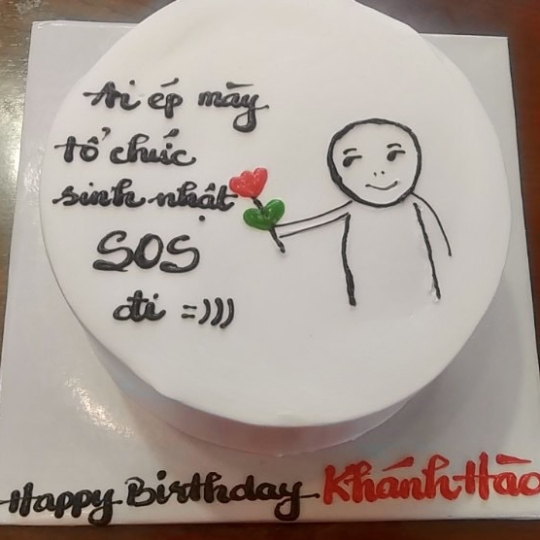 Ai ép mày
tổ chức
sinh nhật
SOS
đi =)))
Happy Birthday Khánh Hào